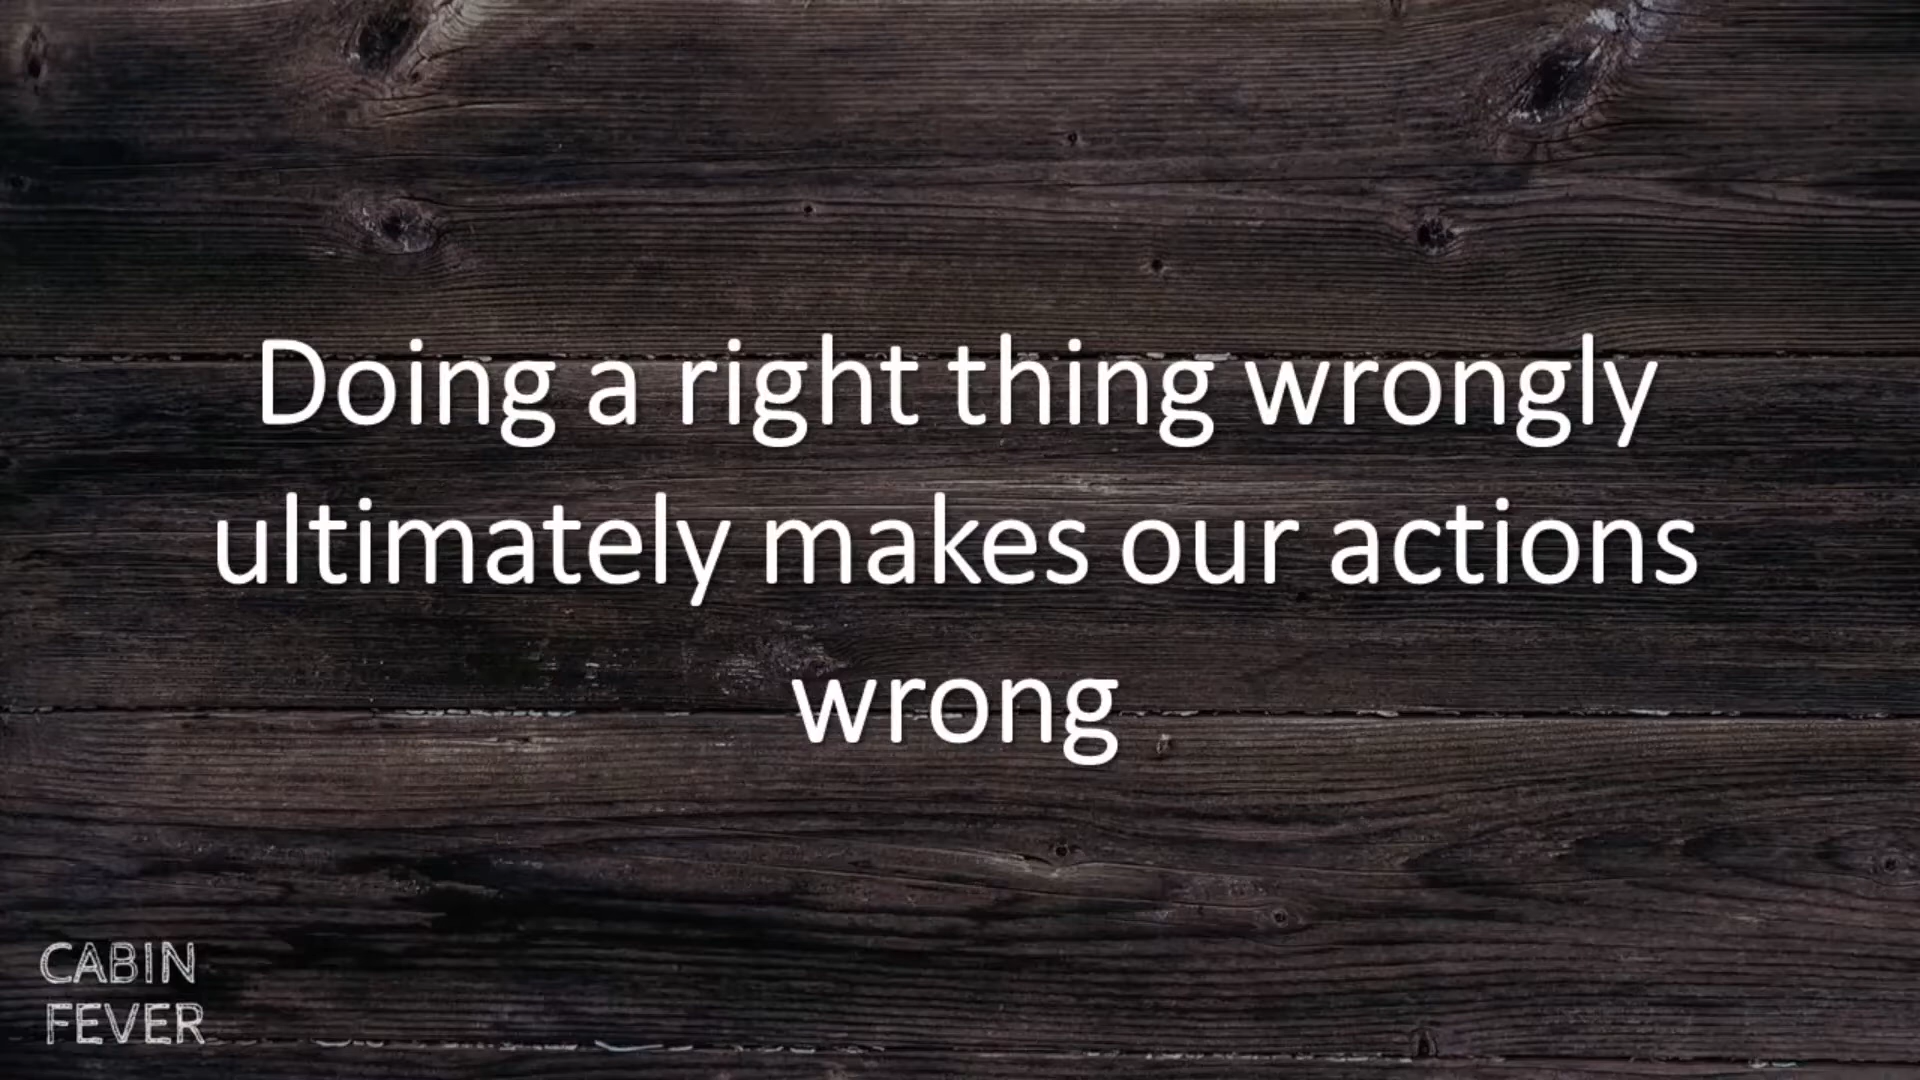 Doing a right thing wrongly
ultimately makes our actions
wrong
CABIN
FEVER